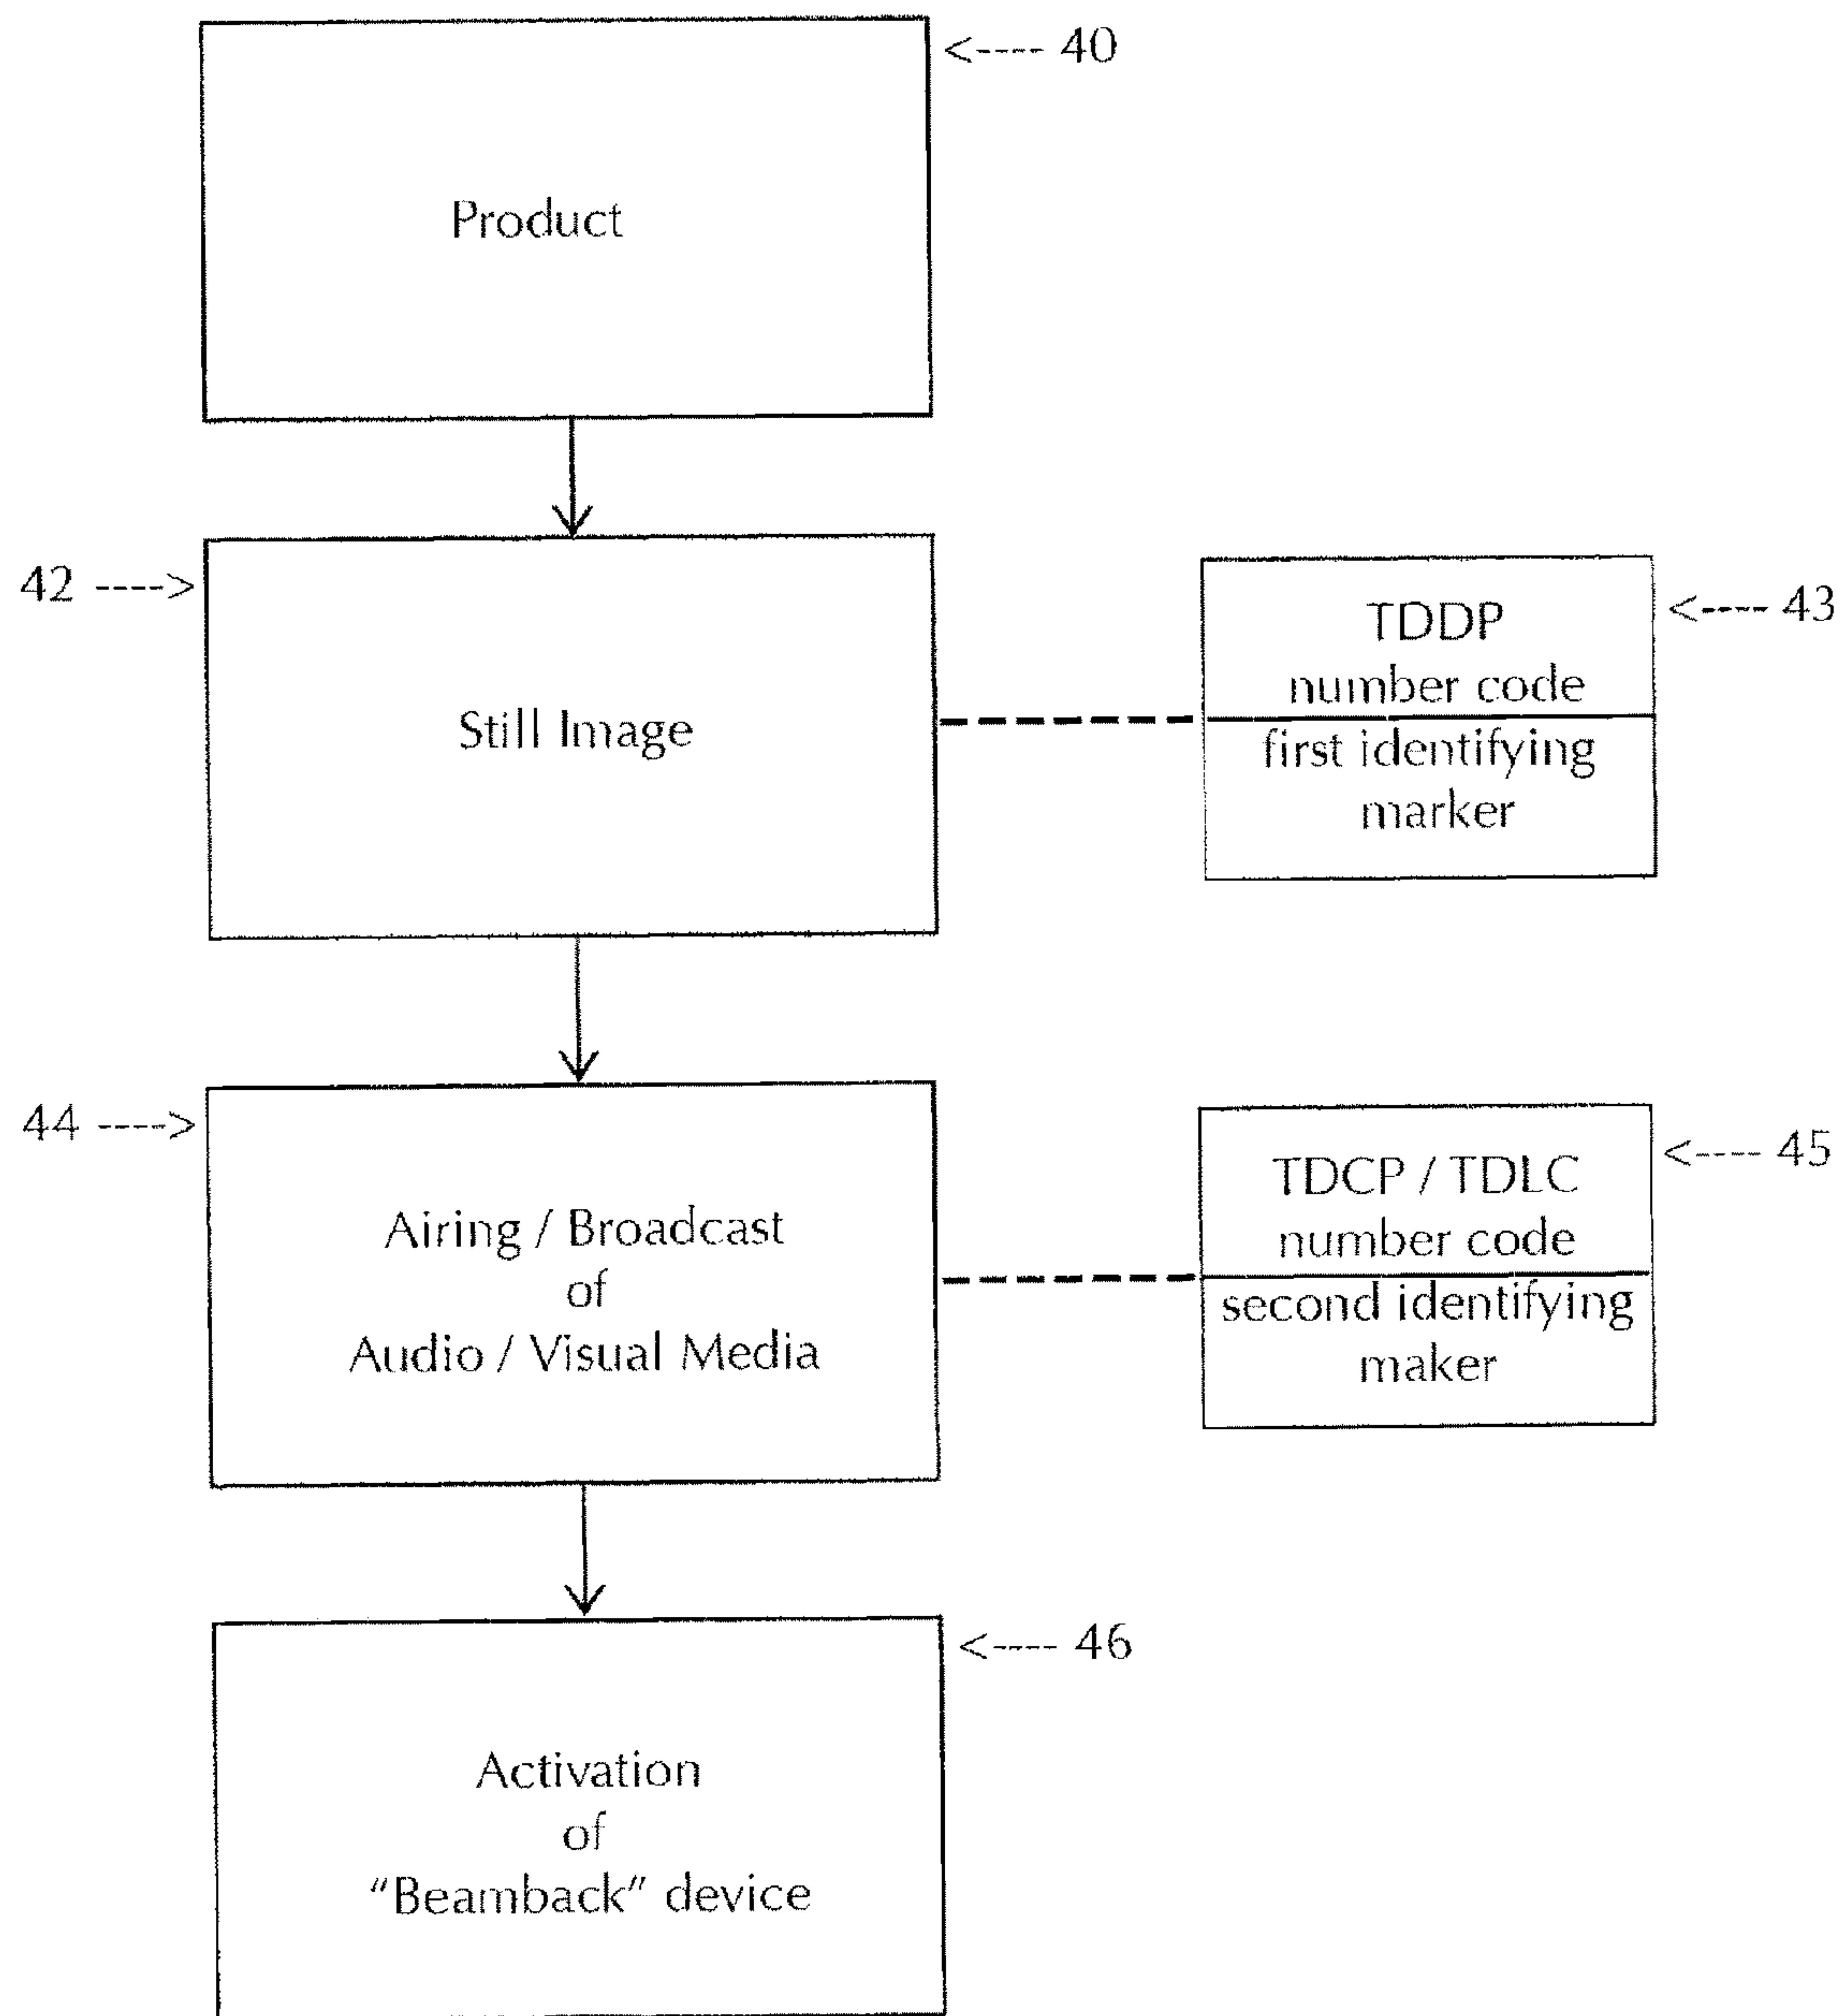 <---- 40
Product
42 ---->
Still Image
<---- 43
TDDP
number code
first identifying
marker
44 ---->
Airing / Broadcast
of
Audio / Visual Media
<---- 45
TDCP / TDLC
number code
second identifying
maker
<---- 46
Activation
of
"Beamback" device